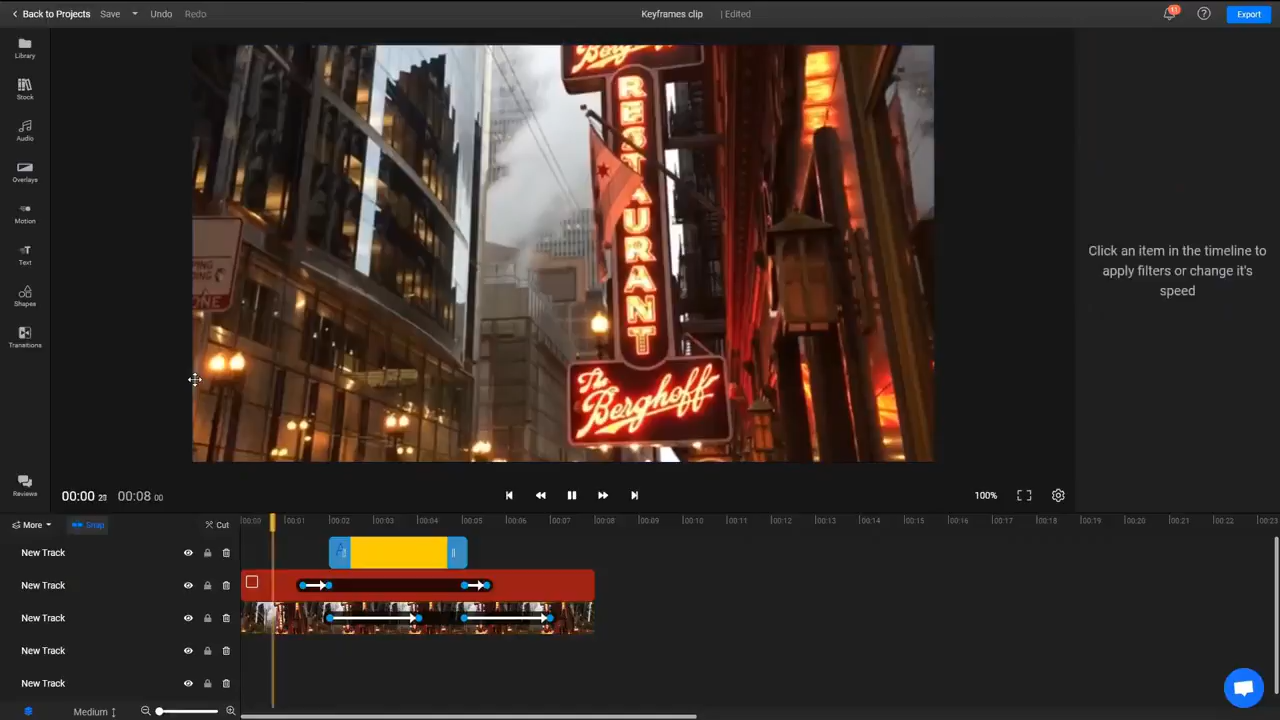 Back to Projects
Save
Undo
Redo
Keyframes clip
| Edited
11
Export
Library
Stock
Audio
Overlays
Motion
Text
Shapes
Transitions
Reviews
RESTAURANT
The
Berghoff
Click an item in the timeline to
apply filters or change it's
speed
00:00 21
00:08 00
100%
More
Snap
Cut
00:00
00:01
00:02
00:03
00:04
00:05
00:06
00:07
00:08
00:09
00:10
00:11
00:12
00:13
00:14
00:15
00:16
00:17
00:18
00:19
00:20
00:21
00:22
00:23
New Track
New Track
New Track
New Track
New Track
Medium